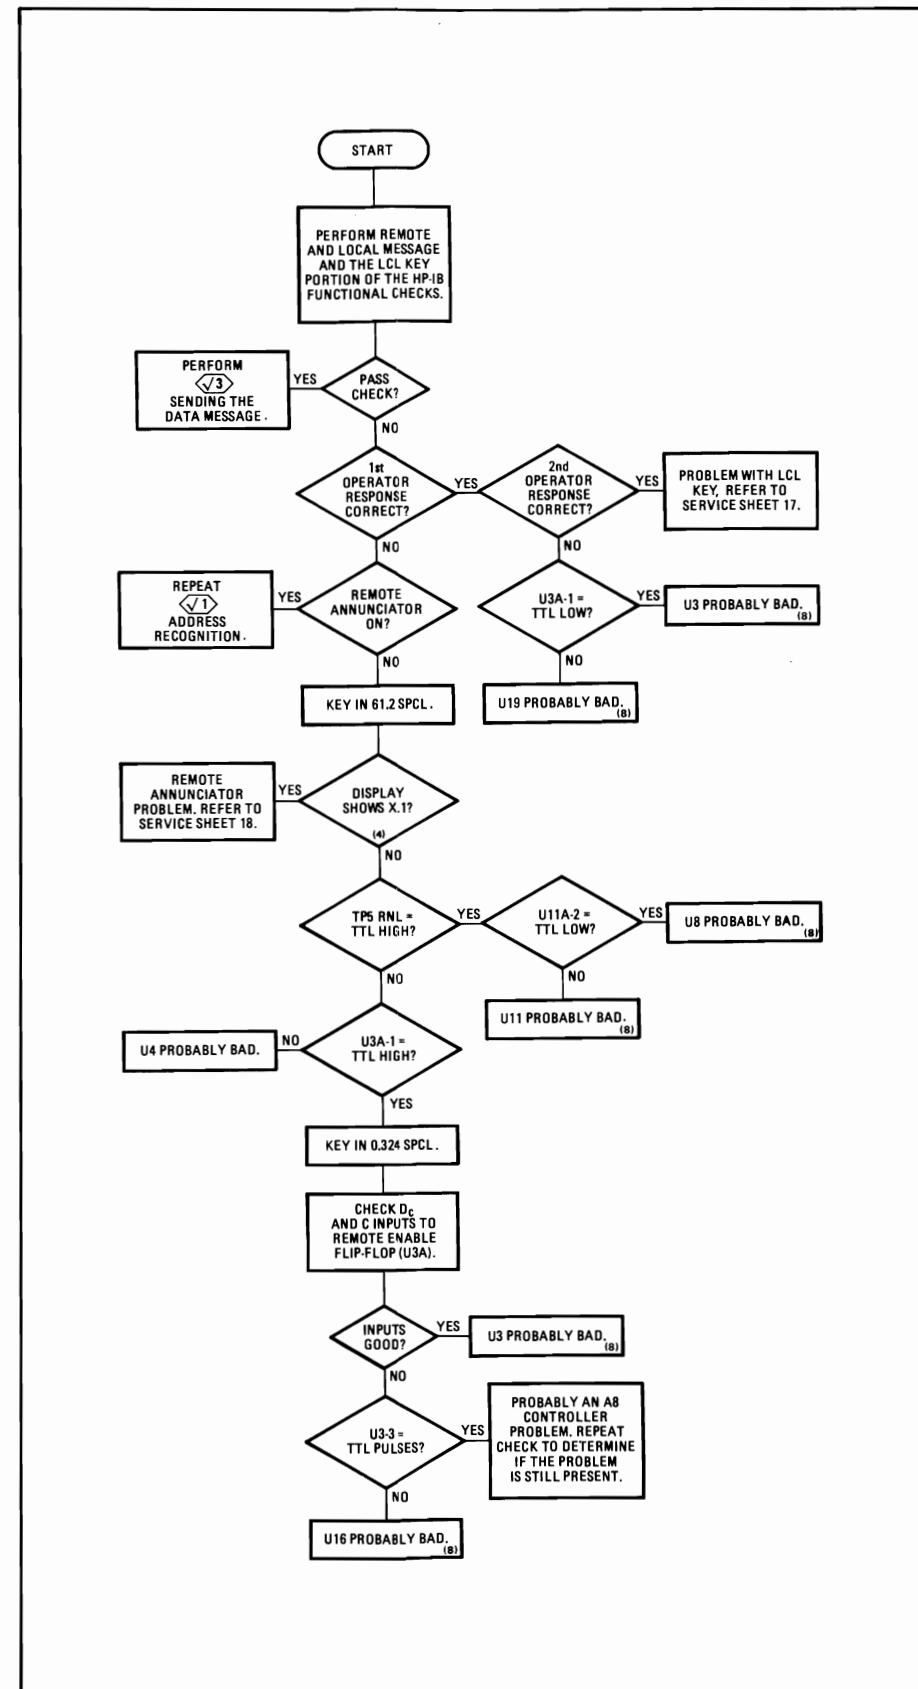 START
PERFORM REMOTE
AND LOCAL MESSAGE
AND THE LCL KEY
PORTION OF THE HP-IB
FUNCTIONAL CHECKS.
PERFORM
√3
SENDING THE
DATA MESSAGE.
YES
PASS
CHECK?
NO
1st
OPERATOR
RESPONSE
CORRECT?
YES
2nd
OPERATOR
RESPONSE
CORRECT?
YES
PROBLEM WITH LCL
KEY, REFER TO
SERVICE SHEET 17.
NO
NO
REPEAT
√1
ADDRESS
RECOGNITION.
YES
REMOTE
ANNUNCIATOR
ON?
U3A-1 =
TTL LOW?
YES
U3 PROBABLY BAD.
(8)
NO
NO
KEY IN 61.2 SPCL.
U19 PROBABLY BAD.
(8)
REMOTE
ANNUNCIATOR
PROBLEM. REFER TO
SERVICE SHEET 18.
YES
DISPLAY
SHOWS X.1?
(4)
NO
TP5 RNL =
TTL HIGH?
YES
U11A-2 =
TTL LOW?
YES
U8 PROBABLY BAD.
(8)
NO
NO
U11 PROBABLY BAD.
(8)
U4 PROBABLY BAD.
NO
U3A-1 =
TTL HIGH?
YES
KEY IN 0.324 SPCL.
CHECK DC
AND C INPUTS TO
REMOTE ENABLE
FLIP-FLOP (U3A).
INPUTS
GOOD?
YES
U3 PROBABLY BAD.
(8)
NO
U3-3 =
TTL PULSES?
YES
PROBABLY AN A8
CONTROLLER
PROBLEM. REPEAT
CHECK TO DETERMINE
IF THE PROBLEM
IS STILL PRESENT.
NO
U16 PROBABLY BAD.
(8)